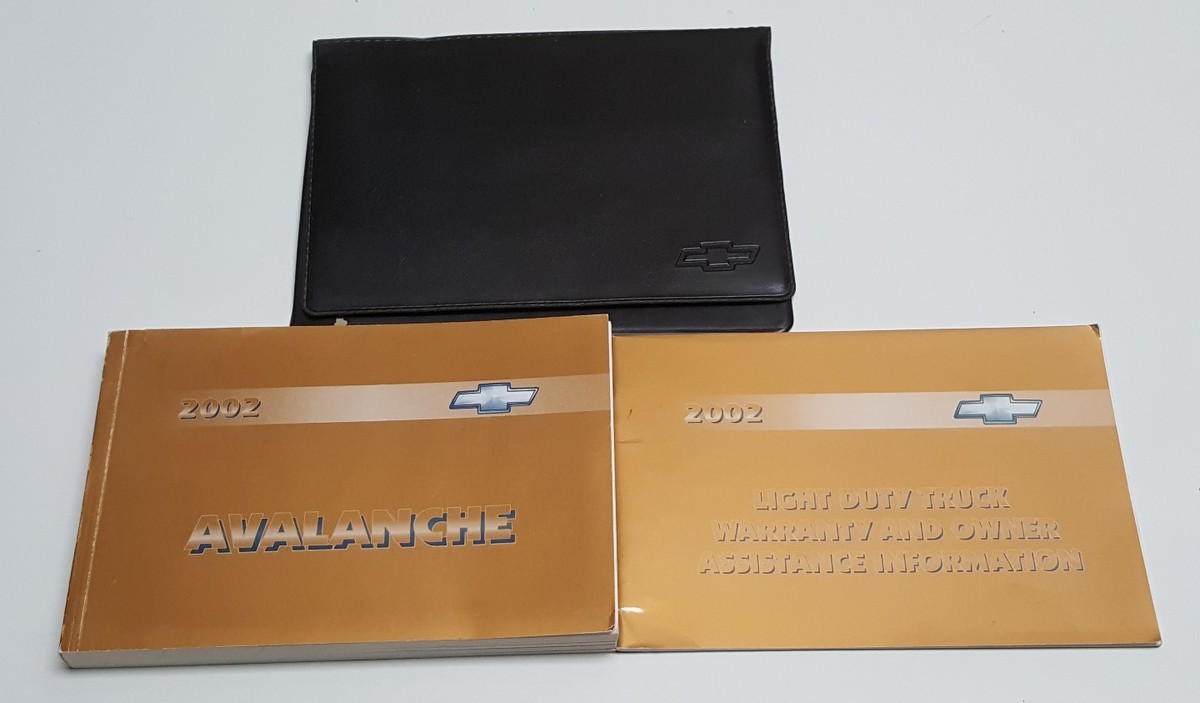 2002
AVALANCHE
2002
LIGHT DUTY TRUCK
WARRANTY AND OWNER
ASSISTANCE INFORMATION